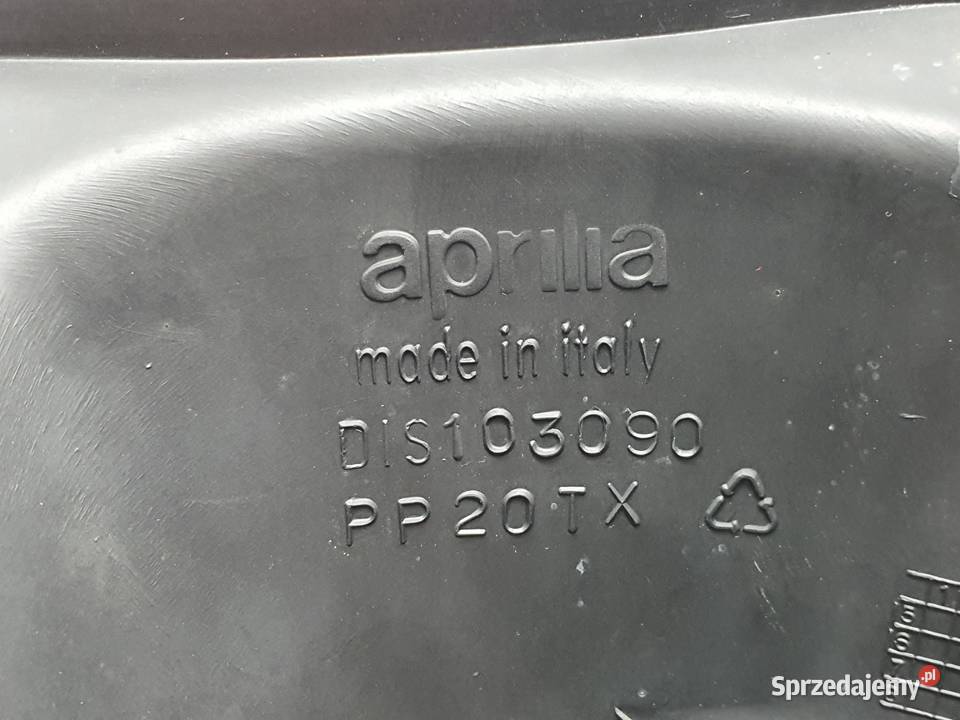 aprilia
made in italy
DIS103090
PP20TX
Sprzedajemy.pl